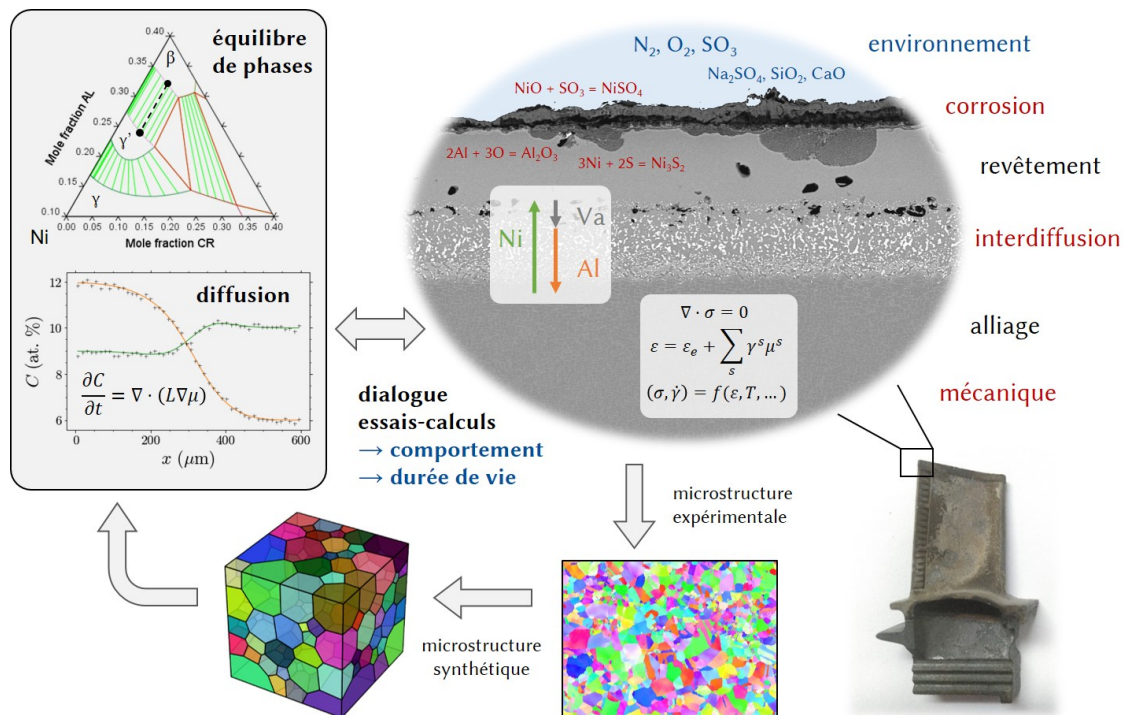 équilibre
de phases
0.40
β
0.35
0.30
Mole fraction AL
0.25
γ'
0.20
0.15
γ
0.10
Ni
0.00 0.05 0.10 0.15 0.20 0.25 0.30 0.35 0.40
Mole fraction CR
diffusion
12
10
8
6
C (at. %)
∂C/∂t = ∇ · (L∇μ)
0 200 400 600
x (μm)
N₂, O₂, SO₃
Na₂SO₄, SiO₂, CaO
NiO + SO₃ = NiSO₄
2Al + 3O = Al₂O₃
3Ni + 2S = Ni₃S₂
Ni
Va
Al
∇ · σ = 0
ε = εₑ + ∑ₛ γˢμˢ
(σ, γ̇) = f(ε, T, …)
environnement
corrosion
revêtement
interdiffusion
alliage
mécanique
dialogue
essais-calculs
→ comportement
→ durée de vie
microstructure
expérimentale
microstructure
synthétique